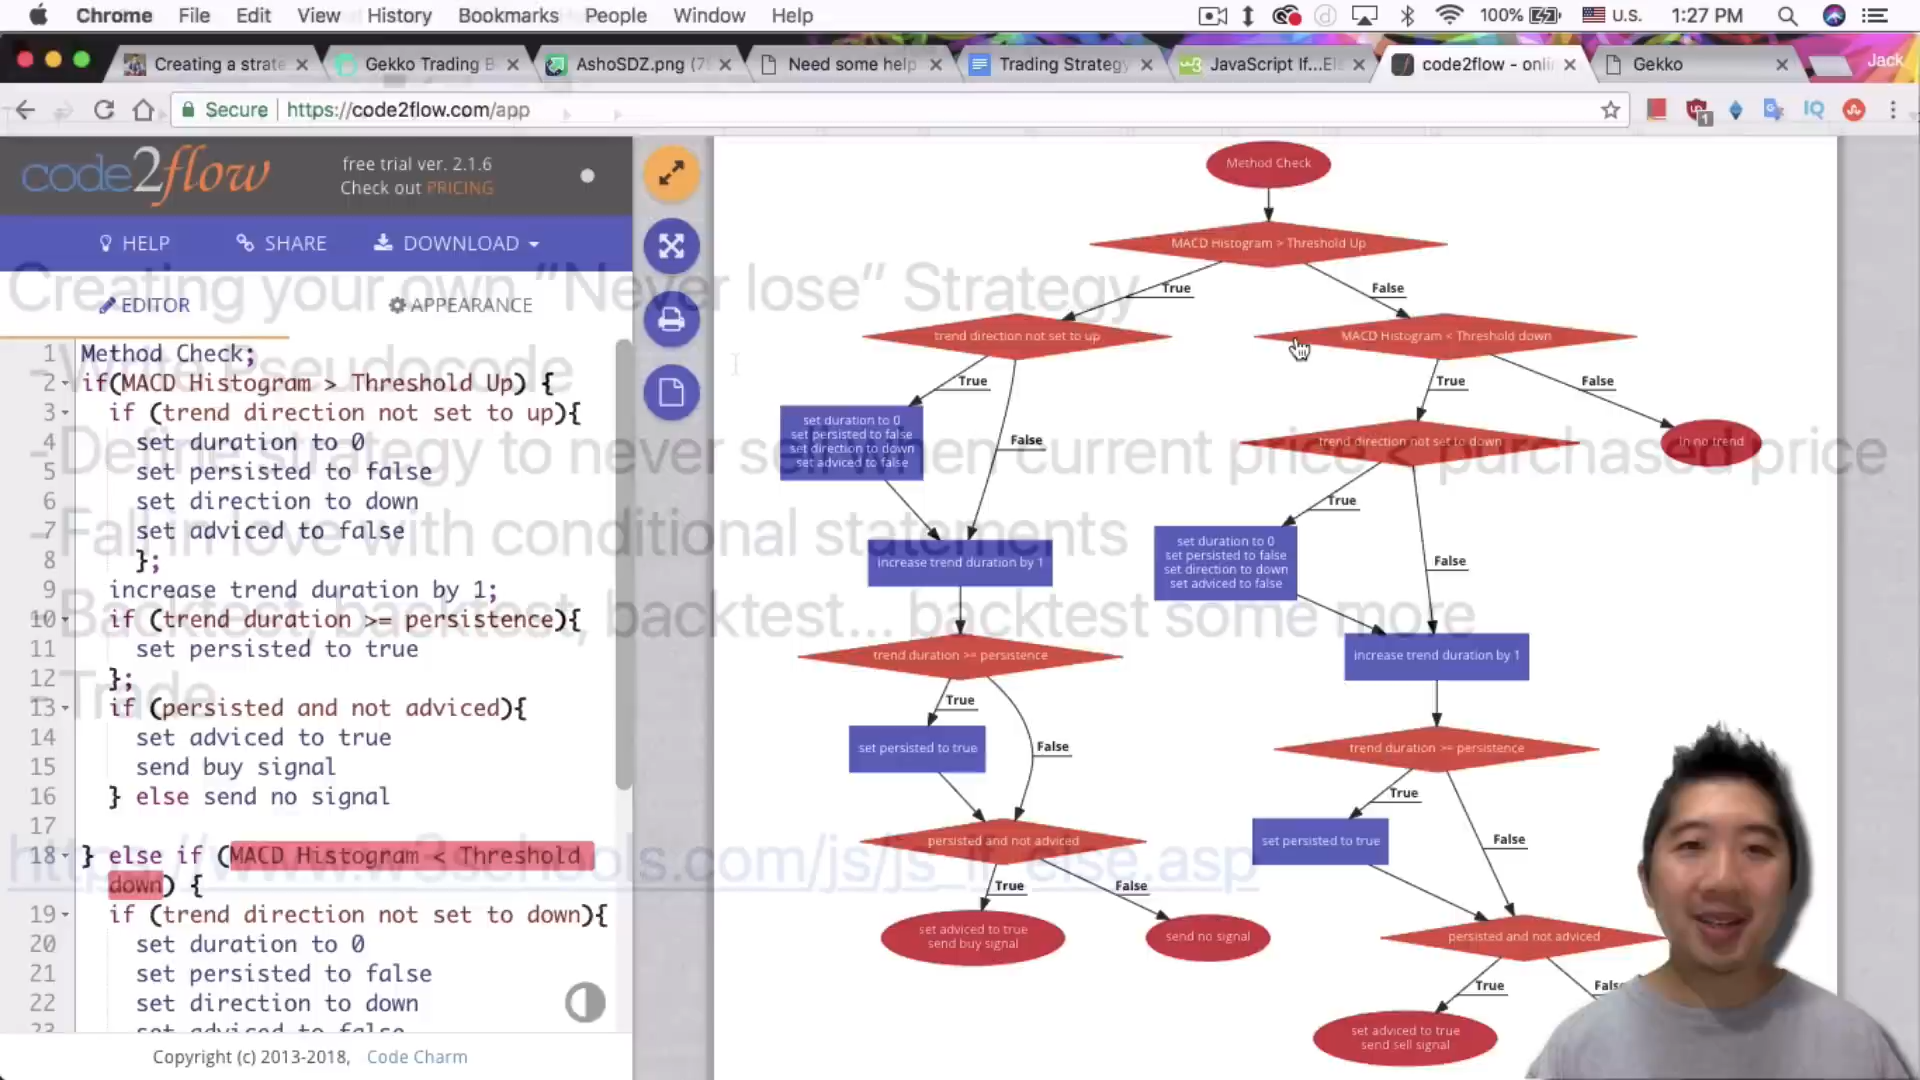 Chrome File Edit View History Bookmarks People Window Help 100% U.S. 1:27 PM
Creating a strate Gekko Trading B AshoSDZ.png (7 Need some help Trading Strategy JavaScript If...Els code2flow - onlin Gekko Jack
Secure https://code2flow.com/app
code2flow
free trial ver. 2.1.6
Check out PRICING
HELP SHARE DOWNLOAD
EDITOR APPEARANCE
Creating your own "Never lose" Strategy
-Write Pseudocode
-Define strategy to never sell when current price < purchased price
-Fall in love with conditional statements
-Backtest, backtest, backtest... backtest some more
-Trade
https://www.w3schools.com/js/js_if_else.asp
1 Method Check;
2 if(MACD Histogram > Threshold Up) {
3 if (trend direction not set to up){
4 set duration to 0
5 set persisted to false
6 set direction to down
7 set adviced to false
8 };
9 increase trend duration by 1;
10 if (trend duration >= persistence){
11 set persisted to true
12 };
13 if (persisted and not adviced){
14 set adviced to true
15 send buy signal
16 } else send no signal
17
18 } else if (MACD Histogram < Threshold
down) {
19 if (trend direction not set to down){
20 set duration to 0
21 set persisted to false
22 set direction to down
23 set adviced to false
Copyright (c) 2013-2018, Code Charm
Method Check
MACD Histogram > Threshold Up
True
False
trend direction not set to up
MACD Histogram < Threshold down
True
True
False
set duration to 0
set persisted to false
set direction to down
set adviced to false
False
trend direction not set to down
In no trend
True
set duration to 0
set persisted to false
set direction to down
set adviced to false
False
increase trend duration by 1
trend duration >= persistence
increase trend duration by 1
True
set persisted to true
False
trend duration >= persistence
True
persisted and not adviced
set persisted to true
False
True
False
set adviced to true
send buy signal
send no signal
persisted and not adviced
True
False
set adviced to true
send sell signal